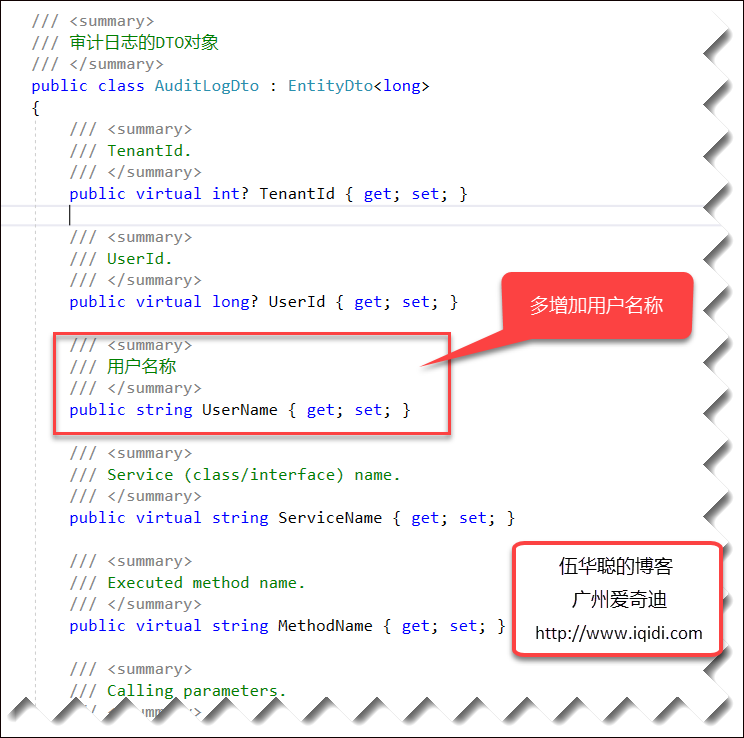 /// <summary>
/// 审计日志的DTO对象
/// </summary>
public class AuditLogDto : EntityDto<long>
{
/// <summary>
/// TenantId.
/// </summary>
public virtual int? TenantId { get; set; }
/// <summary>
/// UserId.
/// </summary>
public virtual long? UserId { get; set; }
多增加用户名称
/// <summary>
/// 用户名称
/// </summary>
public string UserName { get; set; }
/// <summary>
/// Service (class/interface) name.
/// </summary>
public virtual string ServiceName { get; set; }
/// <summary>
/// Executed method name.
/// </summary>
public virtual string MethodName { get; set; }
伍华聪的博客
广州爱奇迪
http://www.iqidi.com
/// <summary>
/// Calling parameters.